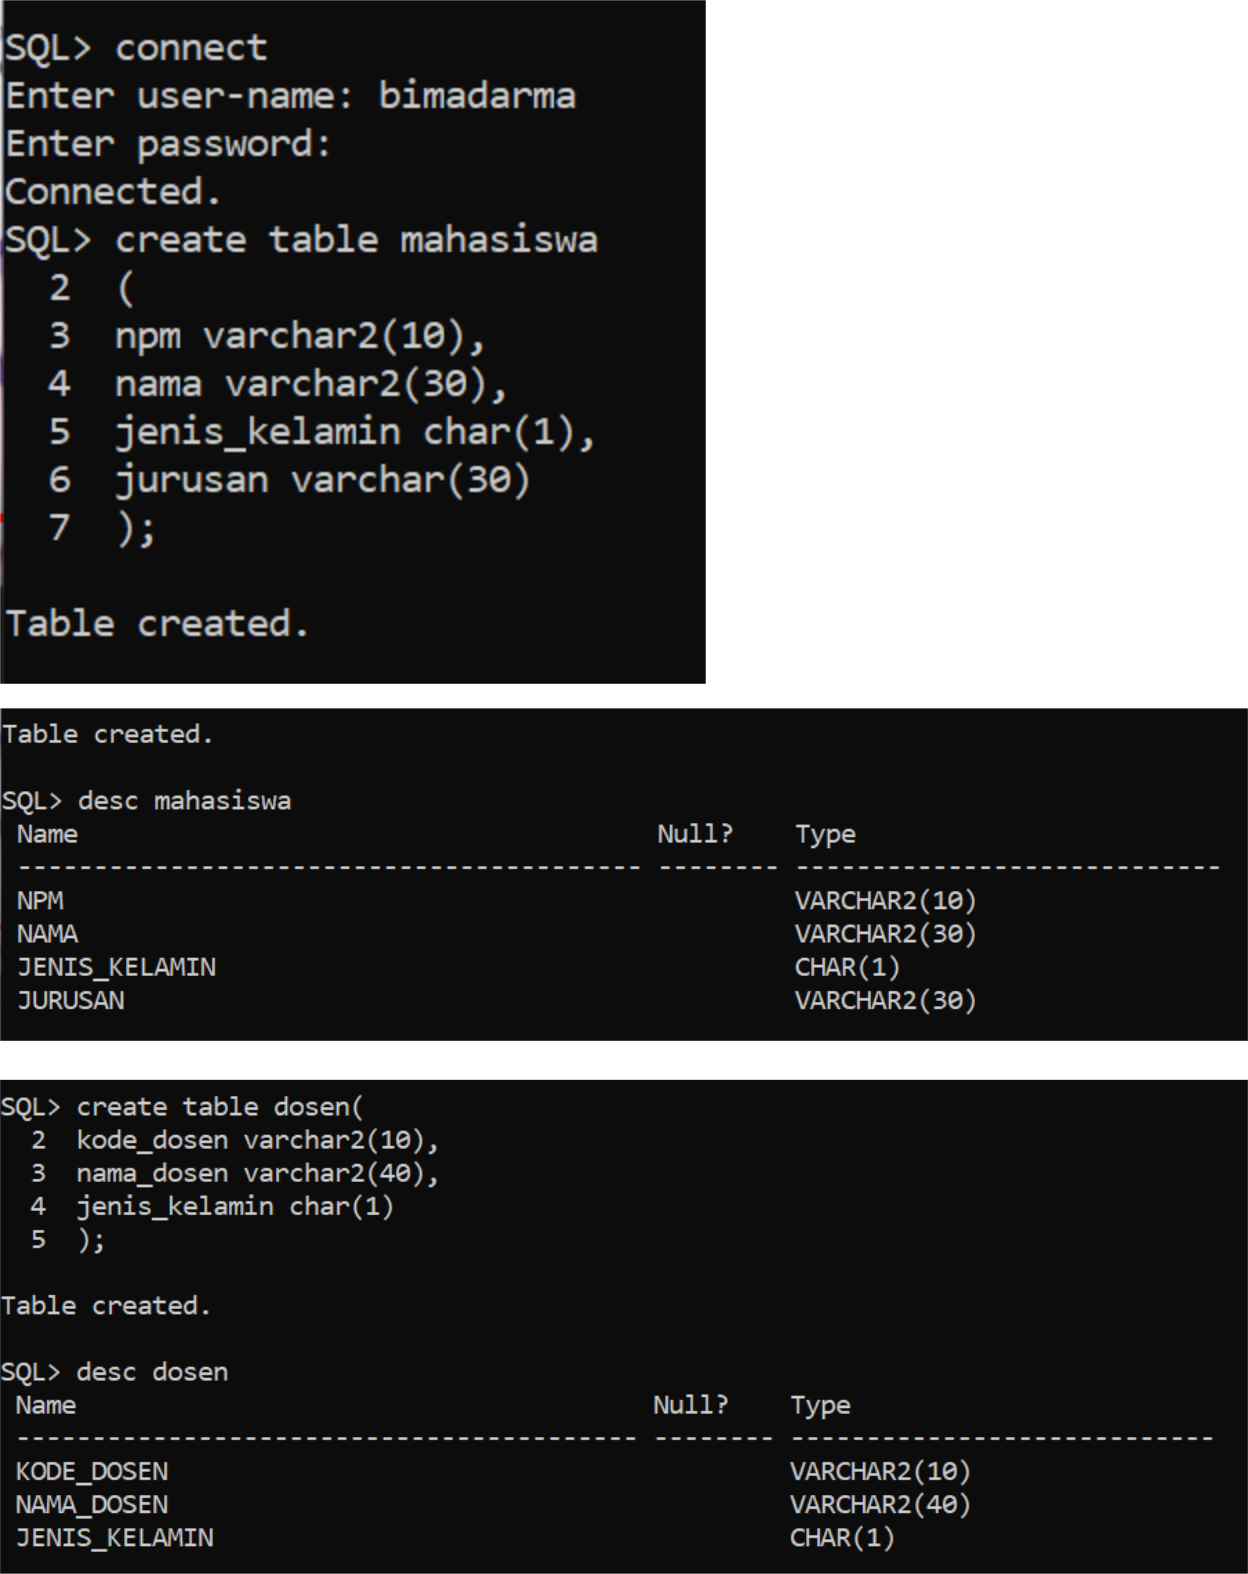 SQL> connect
Enter user-name: bimadarma
Enter password:
Connected.
SQL> create table mahasiswa
  2  (
  3  npm varchar2(10),
  4  nama varchar2(30),
  5  jenis_kelamin char(1),
  6  jurusan varchar(30)
  7  );
Table created.
Table created.
SQL> desc mahasiswa
Name Null? Type
----------------------------------------- -------- ----------------------------
NPM VARCHAR2(10)
NAMA VARCHAR2(30)
JENIS_KELAMIN CHAR(1)
JURUSAN VARCHAR2(30)
SQL> create table dosen(
  2  kode_dosen varchar2(10),
  3  nama_dosen varchar2(40),
  4  jenis_kelamin char(1)
  5  );
Table created.
SQL> desc dosen
Name Null? Type
----------------------------------------- -------- ----------------------------
KODE_DOSEN VARCHAR2(10)
NAMA_DOSEN VARCHAR2(40)
JENIS_KELAMIN CHAR(1)